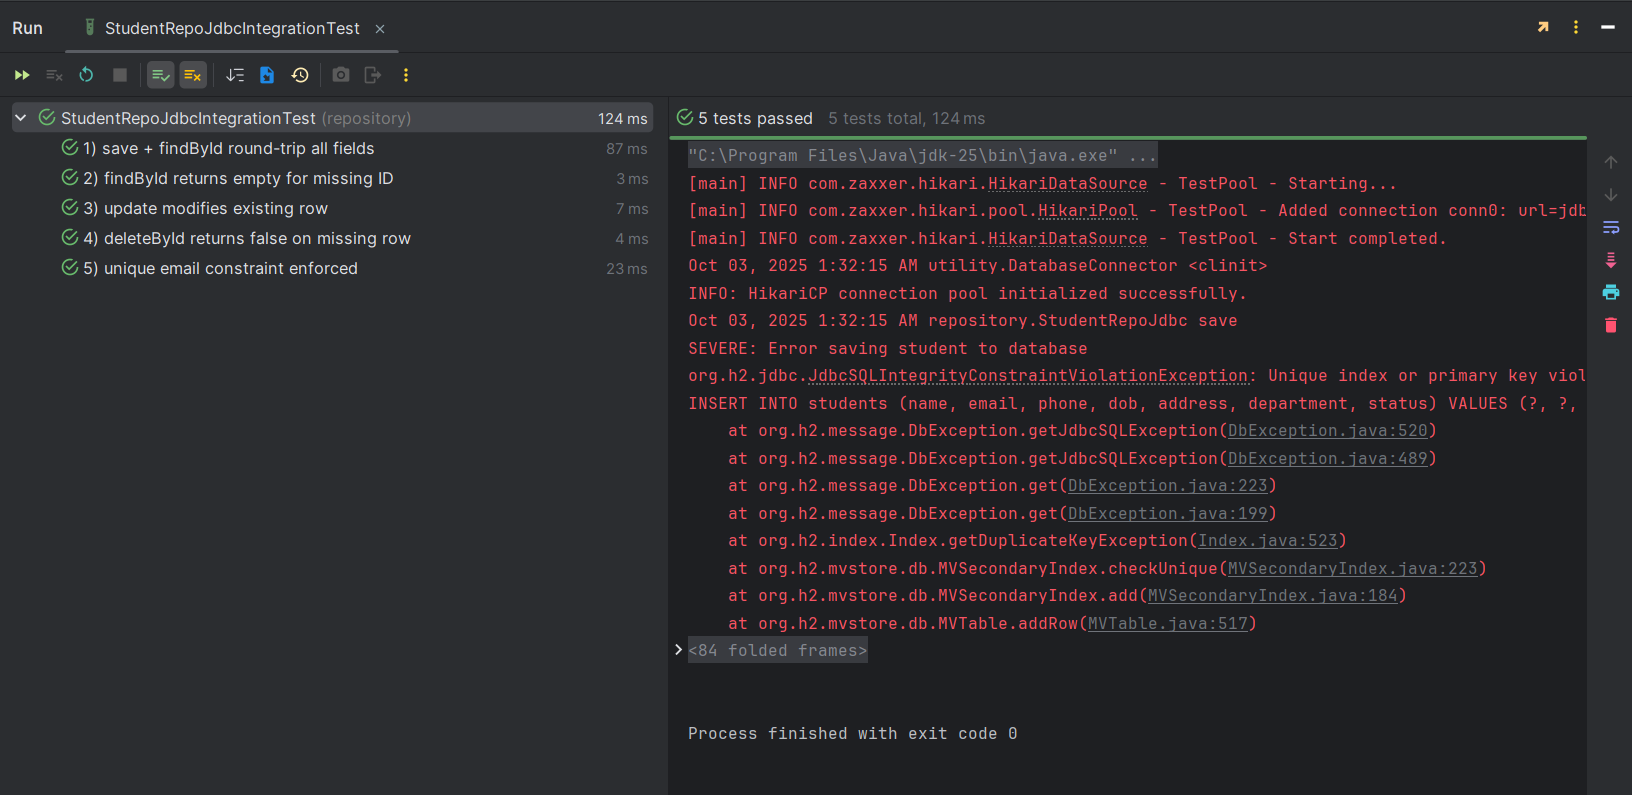 Run
StudentRepoJdbcIntegrationTest
StudentRepoJdbcIntegrationTest (repository) 124 ms
1) save + findById round-trip all fields 87 ms
2) findById returns empty for missing ID 3 ms
3) update modifies existing row 7 ms
4) deleteById returns false on missing row 4 ms
5) unique email constraint enforced 23 ms
5 tests passed 5 tests total, 124 ms
"C:\Program Files\Java\jdk-25\bin\java.exe" ...
[main] INFO com.zaxxer.hikari.HikariDataSource - TestPool - Starting...
[main] INFO com.zaxxer.hikari.pool.HikariPool - TestPool - Added connection conn0: url=jdb
[main] INFO com.zaxxer.hikari.HikariDataSource - TestPool - Start completed.
Oct 03, 2025 1:32:15 AM utility.DatabaseConnector <clinit>
INFO: HikariCP connection pool initialized successfully.
Oct 03, 2025 1:32:15 AM repository.StudentRepoJdbc save
SEVERE: Error saving student to database
org.h2.jdbc.JdbcSQLIntegrityConstraintViolationException: Unique index or primary key viol
INSERT INTO students (name, email, phone, dob, address, department, status) VALUES (?, ?,
at org.h2.message.DbException.getJdbcSQLException(DbException.java:520)
at org.h2.message.DbException.getJdbcSQLException(DbException.java:489)
at org.h2.message.DbException.get(DbException.java:223)
at org.h2.message.DbException.get(DbException.java:199)
at org.h2.index.Index.getDuplicateKeyException(Index.java:523)
at org.h2.mvstore.db.MVSecondaryIndex.checkUnique(MVSecondaryIndex.java:223)
at org.h2.mvstore.db.MVSecondaryIndex.add(MVSecondaryIndex.java:184)
at org.h2.mvstore.db.MVTable.addRow(MVTable.java:517)
<84 folded frames>
Process finished with exit code 0